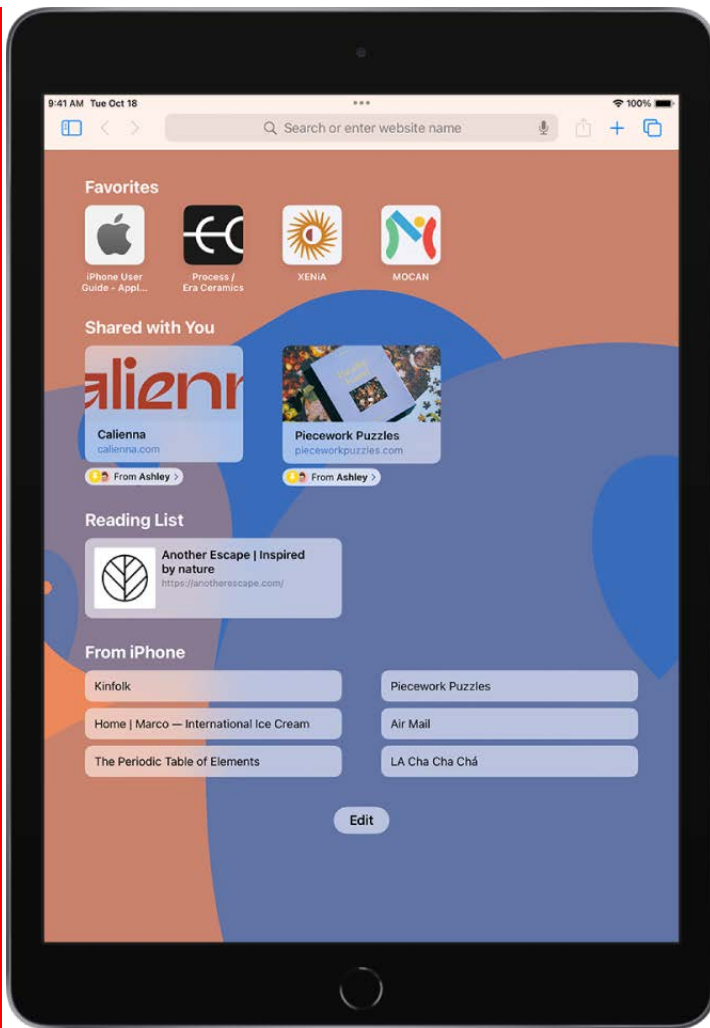 9:41 AM Tue Oct 18
100%
Search or enter website name
Favorites
iPhone User
Guide - Appl...
Process /
Era Ceramics
XENiA
MOCAN
Shared with You
alienn
Calienna
calienna.com
From Ashley >
Piecework Puzzles
pieceworkpuzzles.com
From Ashley >
Reading List
Another Escape | Inspired
by nature
https://anotherescape.com/
From iPhone
Kinfolk
Piecework Puzzles
Home | Marco — International Ice Cream
Air Mail
The Periodic Table of Elements
LA Cha Cha Chá
Edit